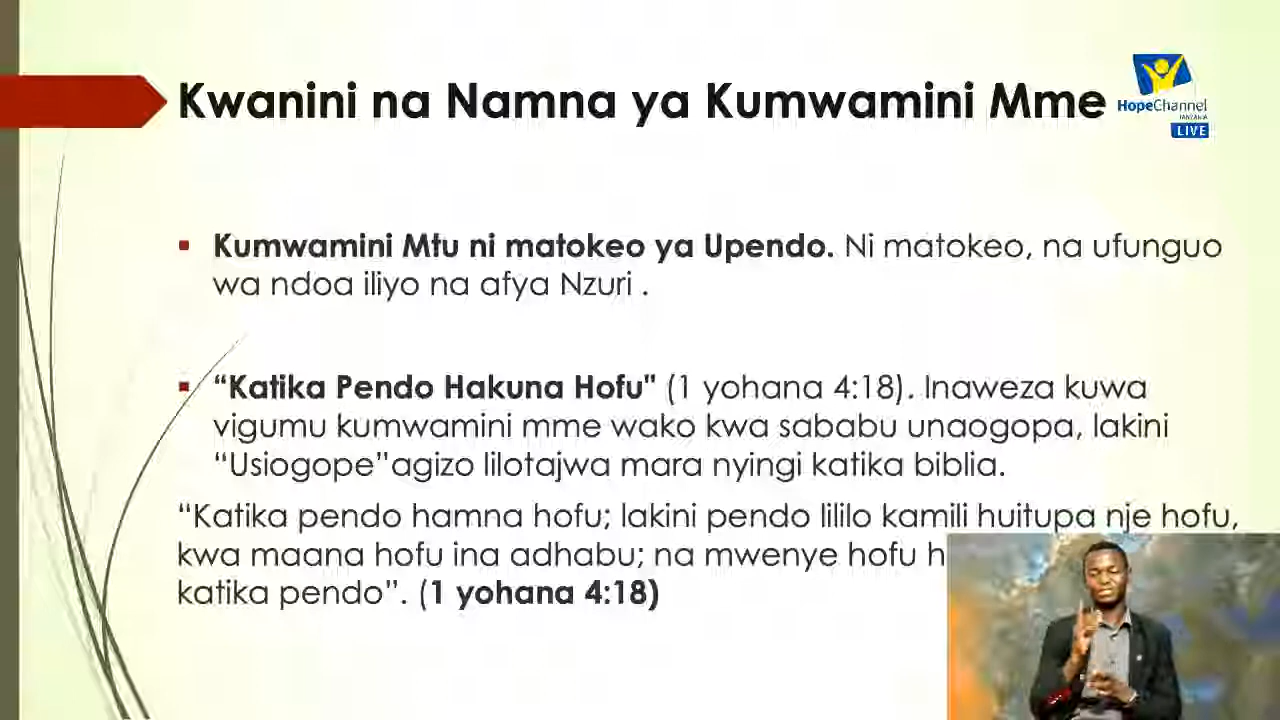 Kwanini na Namna ya Kumwamini Mme
HopeChannel
TANZANIA
LIVE
Kumwamini Mtu ni matokeo ya Upendo. Ni matokeo, na ufunguo
wa ndoa iliyo na afya Nzuri .
“Katika Pendo Hakuna Hofu" (1 yohana 4:18). Inaweza kuwa
vigumu kumwamini mme wako kwa sababu unaogopa, lakini
“Usiogope”agizo lilotajwa mara nyingi katika biblia.
“Katika pendo hamna hofu; lakini pendo lililo kamili huitupa nje hofu,
kwa maana hofu ina adhabu; na mwenye hofu h
katika pendo”. (1 yohana 4:18)